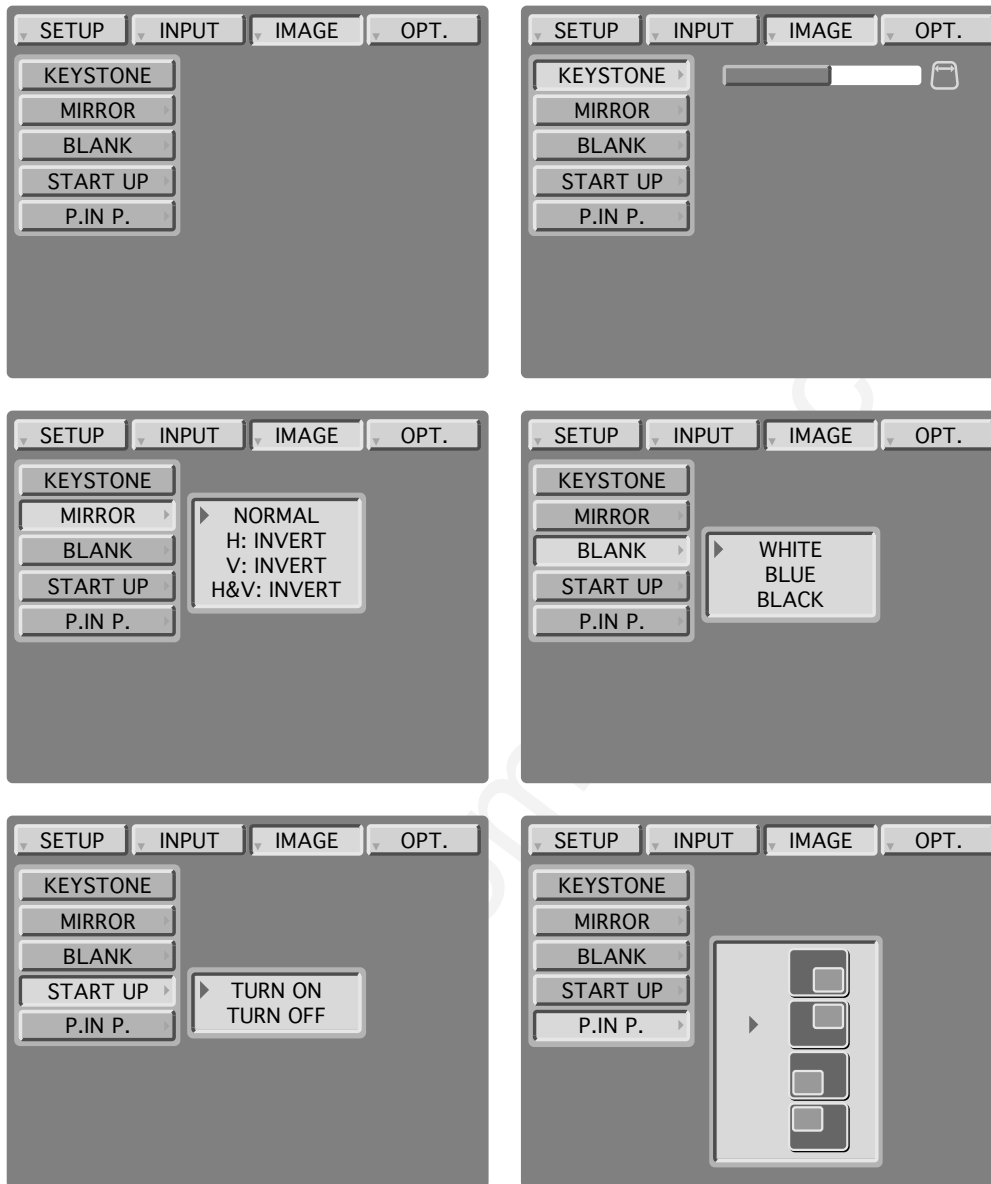 SETUP INPUT IMAGE OPT.
KEYSTONE
MIRROR
BLANK
START UP
P.IN P.
SETUP INPUT IMAGE OPT.
KEYSTONE
MIRROR
BLANK
START UP
P.IN P.
SETUP INPUT IMAGE OPT.
KEYSTONE
MIRROR
BLANK
START UP
P.IN P.
NORMAL
H: INVERT
V: INVERT
H&V: INVERT
SETUP INPUT IMAGE OPT.
KEYSTONE
MIRROR
BLANK
START UP
P.IN P.
WHITE
BLUE
BLACK
SETUP INPUT IMAGE OPT.
KEYSTONE
MIRROR
BLANK
START UP
P.IN P.
TURN ON
TURN OFF
SETUP INPUT IMAGE OPT.
KEYSTONE
MIRROR
BLANK
START UP
P.IN P.